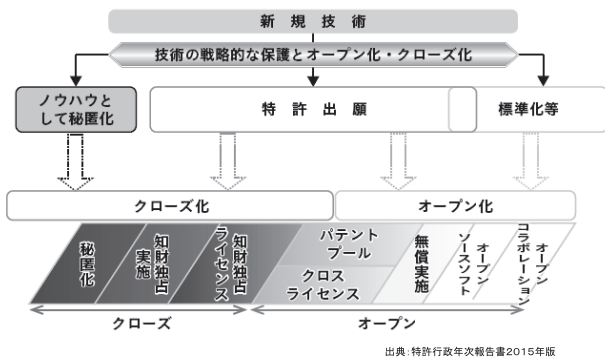 新規技術
技術の戦略的な保護とオープン化・クローズ化
ノウハウと
して秘匿化
特許出願
標準化等
クローズ化
オープン化
秘匿化
知財独占
実施
知財独占
ライセンス
パテント
プール
クロス
ライセンス
無償実施
オープン
ソースソフト
オープン
コラボレーション
クローズ
オープン
出典:特許行政年次報告書2015年版